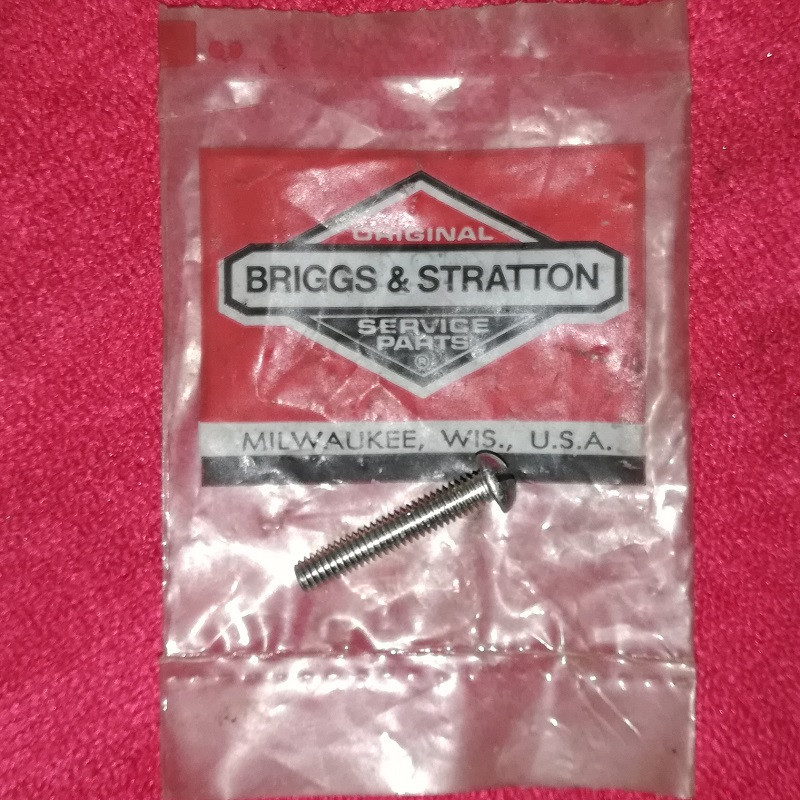 ORIGINAL
BRIGGS & STRATTON
SERVICE
PARTS
®
MILWAUKEE, WIS., U.S.A.